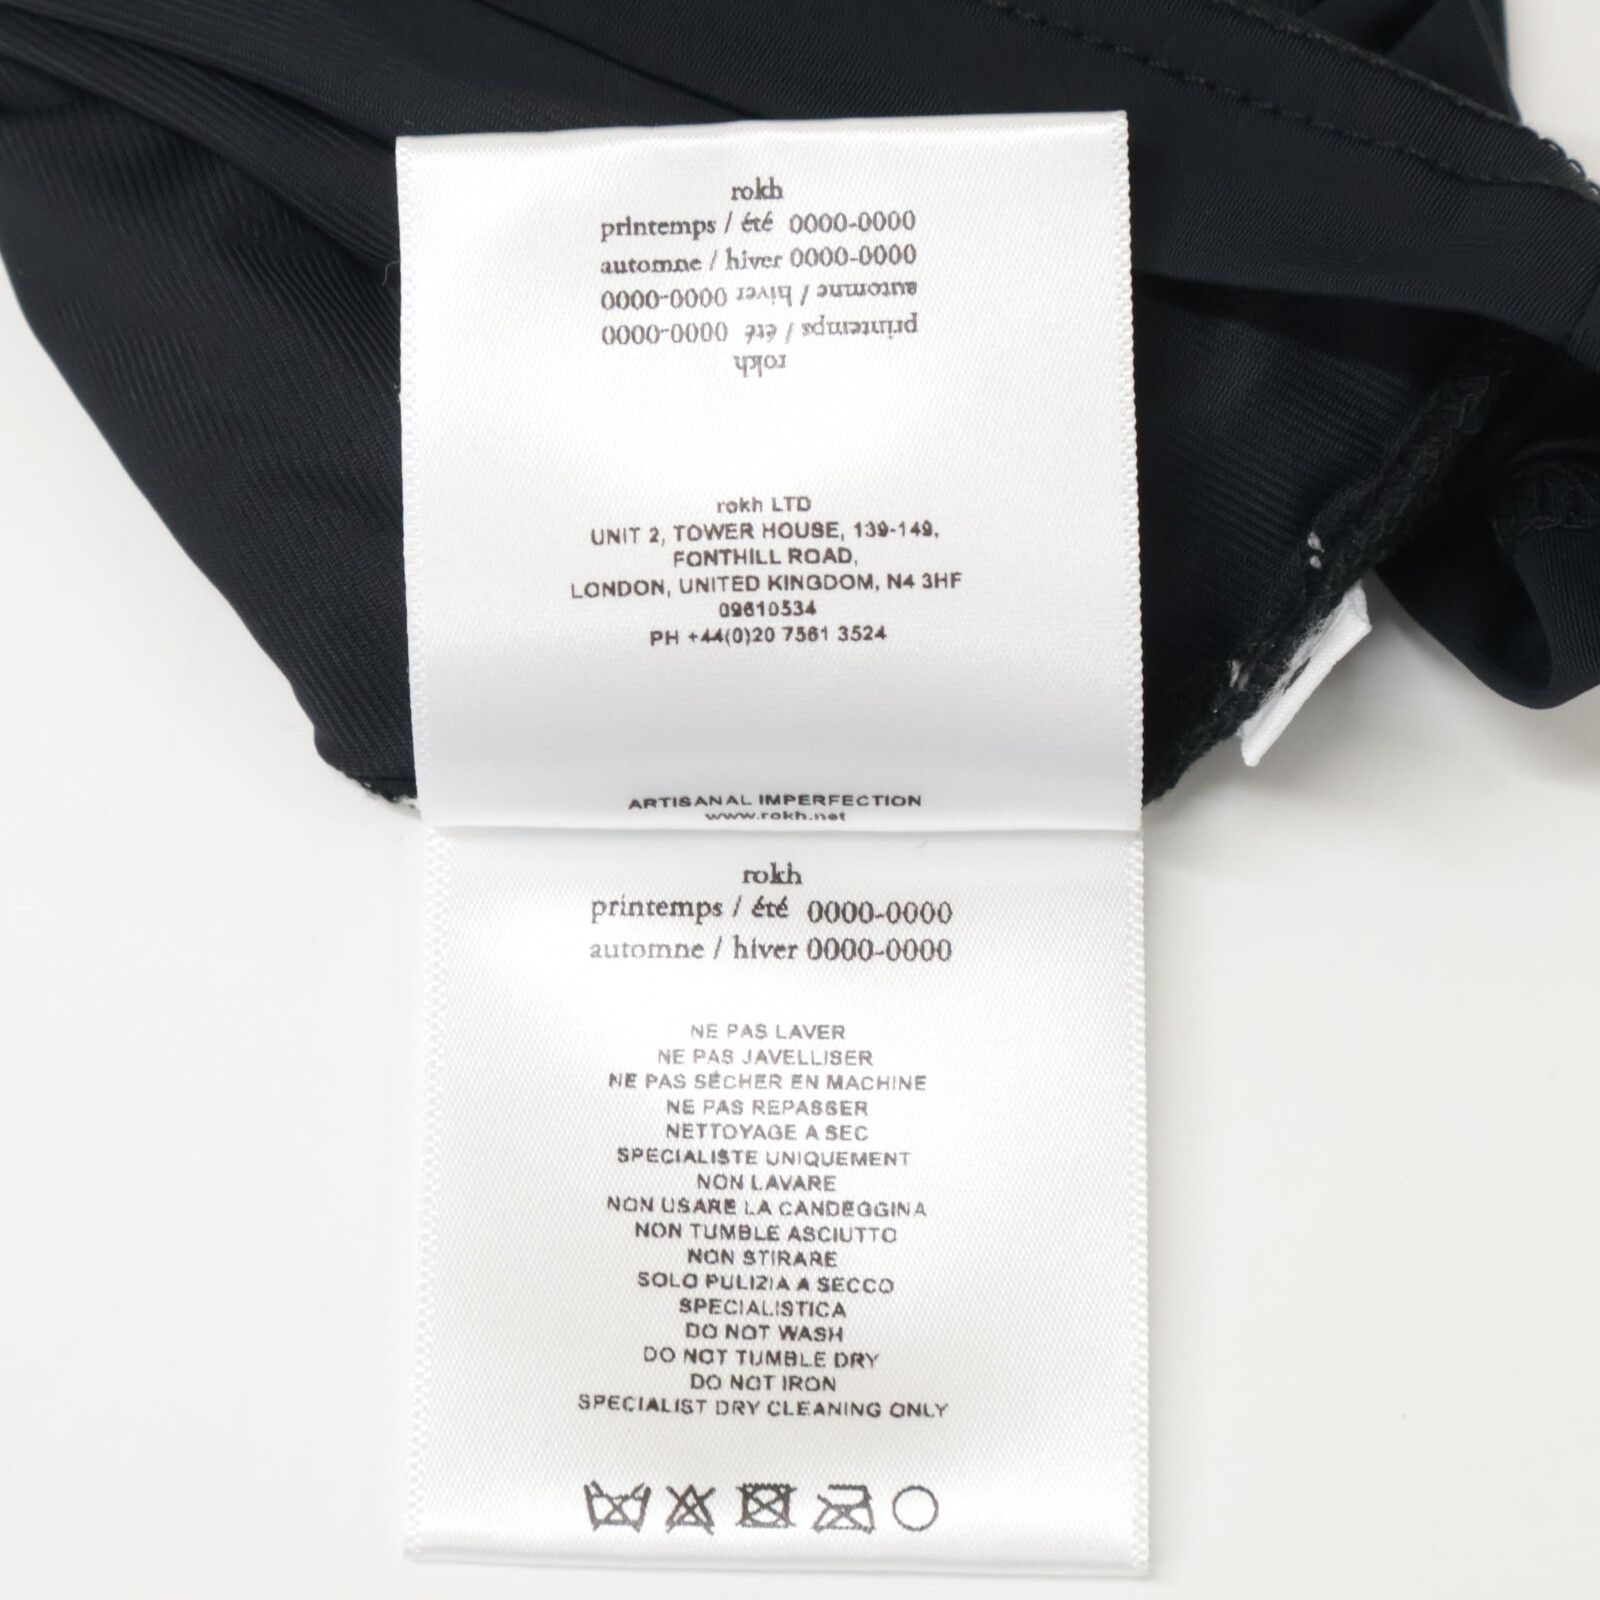 rokh
printemps / été 0000-0000
automne / hiver 0000-0000
automne / hiver 0000-0000
printemps / été 0000-0000
rokh
rokh LTD
UNIT 2, TOWER HOUSE, 139-149,
FONTHILL ROAD,
LONDON, UNITED KINGDOM, N4 3HF
09610534
PH +44(0)20 7561 3524
ARTISANAL IMPERFECTION
www.rokh.net
rokh
printemps / été 0000-0000
automne / hiver 0000-0000
NE PAS LAVER
NE PAS JAVELLISER
NE PAS SÉCHER EN MACHINE
NE PAS REPASSER
NETTOYAGE A SEC
SPECIALISTE UNIQUEMENT
NON LAVARE
NON USARE LA CANDEGGINA
NON TUMBLE ASCIUTTO
NON STIRARE
SOLO PULIZIA A SECCO
SPECIALISTICA
DO NOT WASH
DO NOT TUMBLE DRY
DO NOT IRON
SPECIALIST DRY CLEANING ONLY